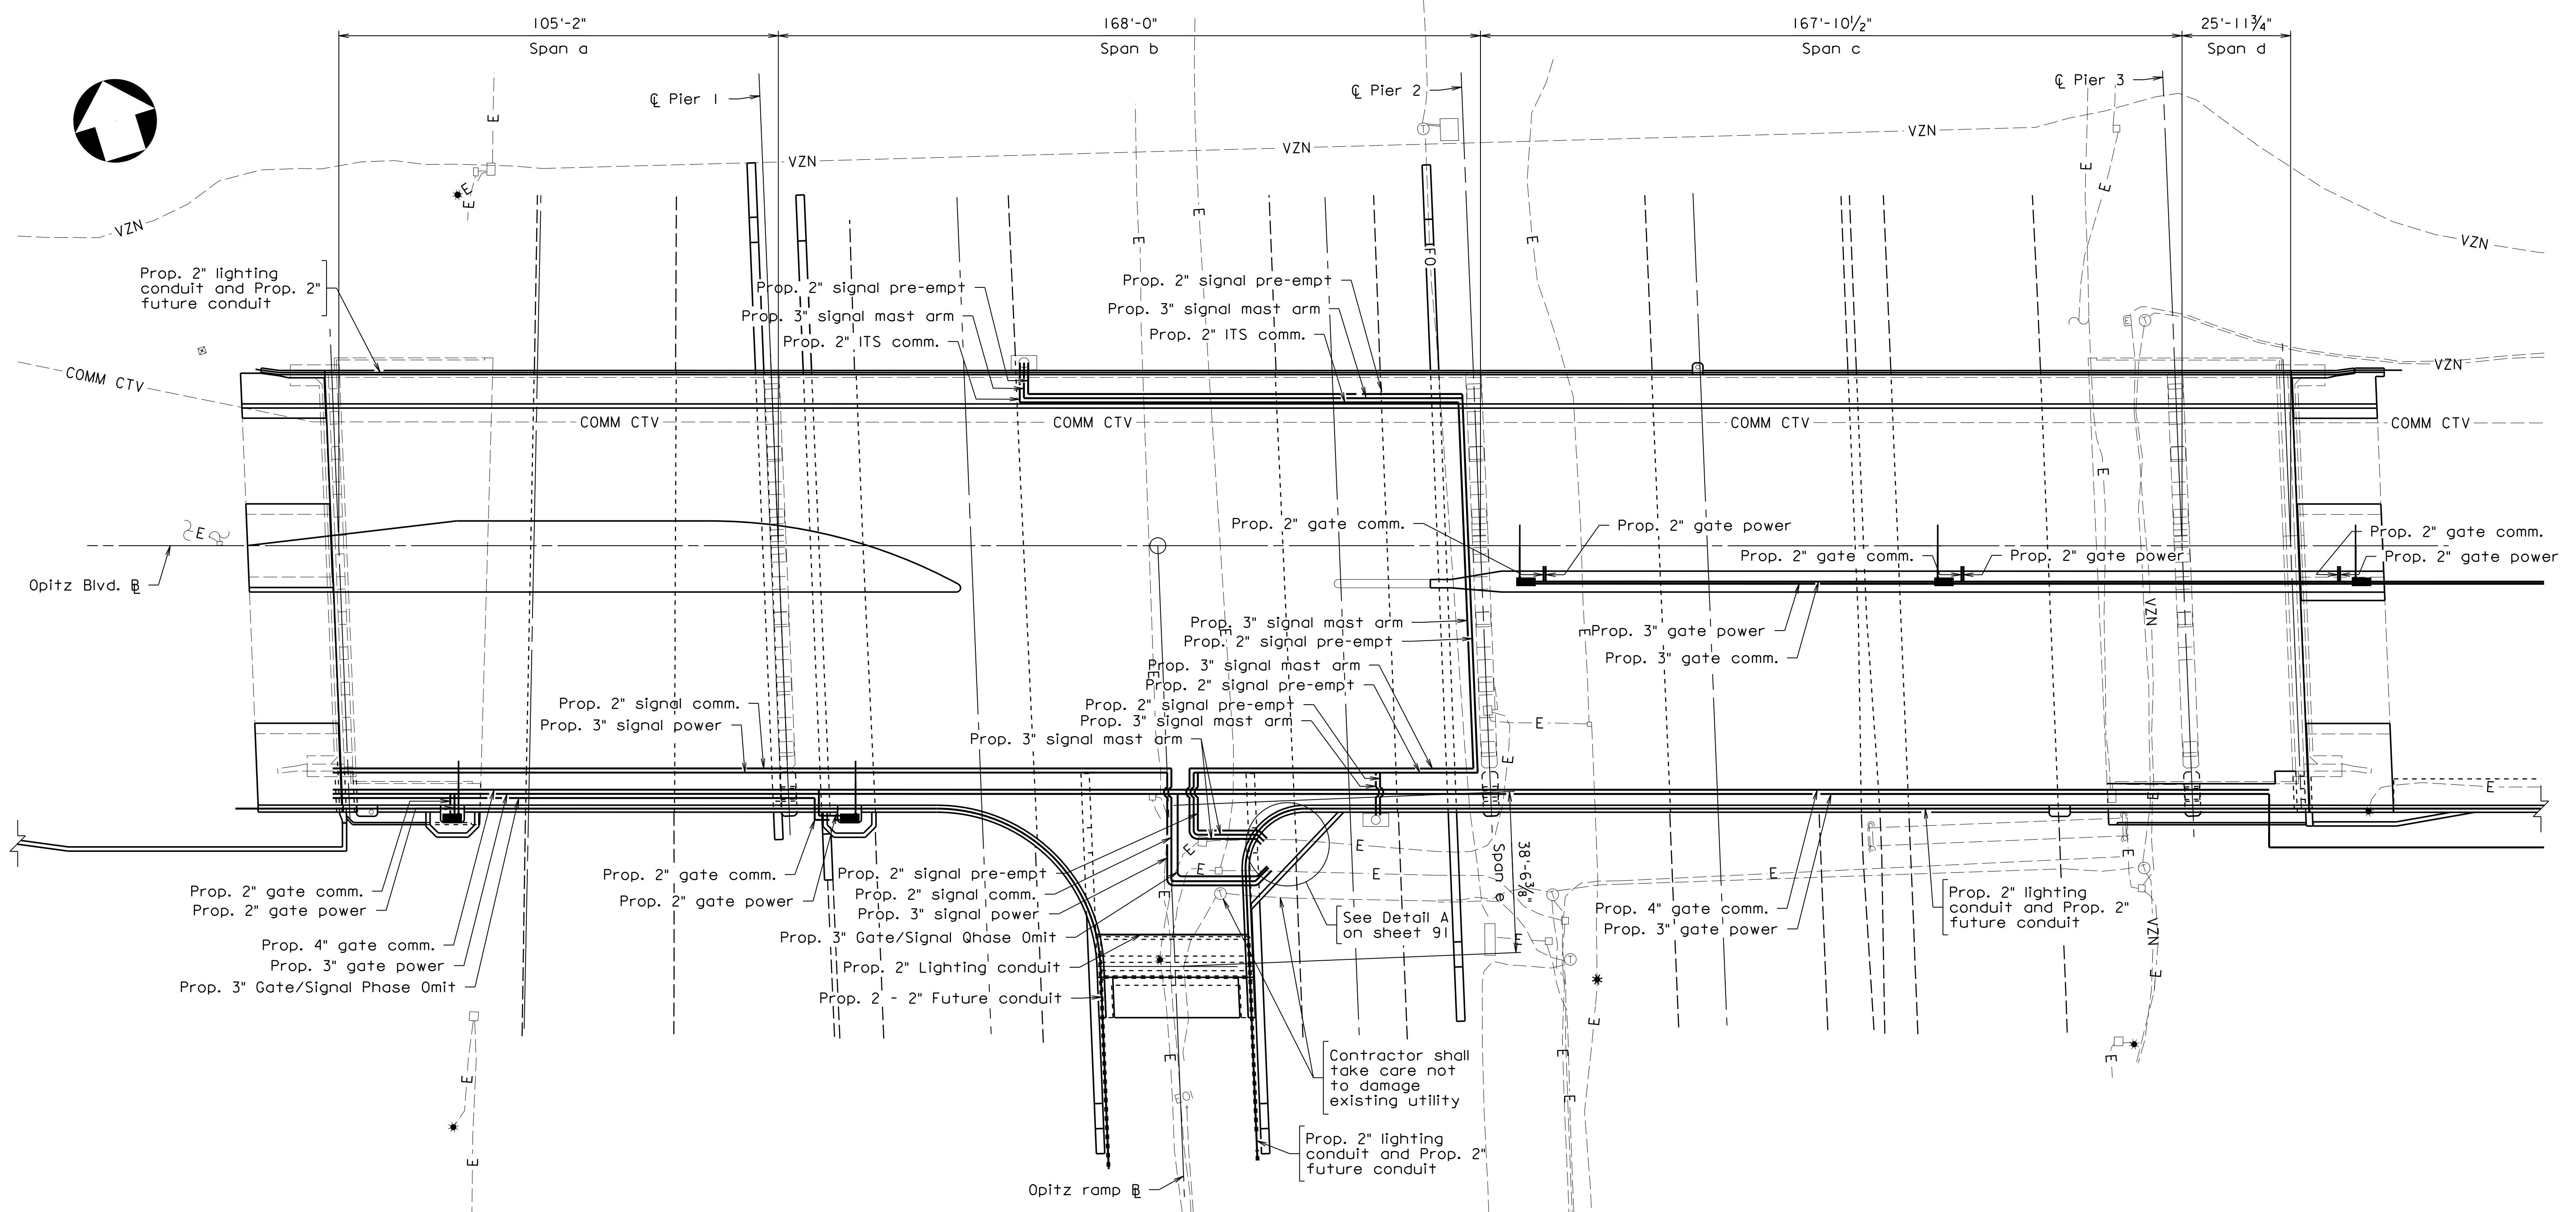 105'-2"
168'-0"
167'-10½"
25'-11¾"
Span a
Span b
Span c
Span d
℄ Pier 1
℄ Pier 2
℄ Pier 3
E
VZN
VZN
VZN
E
E
E
E
VZN
E
E
E
E
E
VZN
FO
Prop. 2" lighting
conduit and Prop. 2"
future conduit
Prop. 2" signal pre-empt
Prop. 3" signal mast arm
Prop. 2" ITS comm.
Prop. 2" signal pre-empt
Prop. 3" signal mast arm
Prop. 2" ITS comm.
E
T
VZN
COMM CTV
COMM CTV
COMM CTV
COMM CTV
COMM CTV
E
E
Opitz Blvd. BL
Prop. 2" gate comm.
Prop. 2" gate power
Prop. 2" gate comm.
Prop. 2" gate power
Prop. 2" gate comm.
Prop. 2" gate power
VZN
Prop. 3" signal mast arm
Prop. 2" signal pre-empt
E
E
Prop. 3" gate power
Prop. 3" gate comm.
Prop. 3" signal mast arm
E
Prop. 2" signal pre-empt
Prop. 2" signal pre-empt
Prop. 3" signal mast arm
Prop. 3" signal mast arm
Prop. 2" signal comm.
Prop. 3" signal power
E
E
E
E
E
E
E
E
E
E
E
E
VZN
E
E
Prop. 2" gate comm.
Prop. 2" gate power
Prop. 4" gate comm.
Prop. 3" gate power
Prop. 3" Gate/Signal Phase Omit
Prop. 2" gate comm.
Prop. 2" gate power
Prop. 2" signal pre-empt
Prop. 2" signal comm.
Prop. 3" signal power
Prop. 3" Gate/Signal Qhase Omit
Prop. 2" Lighting conduit
Prop. 2 - 2" Future conduit
Span e
38'-6⅜"
See Detail A
on sheet 91
Prop. 4" gate comm.
Prop. 3" gate power
Prop. 2" lighting
conduit and Prop. 2"
future conduit
Contractor shall
take care not
to damage
existing utility
E
E
E
E
E
E
E
Prop. 2" lighting
conduit and Prop. 2"
future conduit
Opitz ramp BL